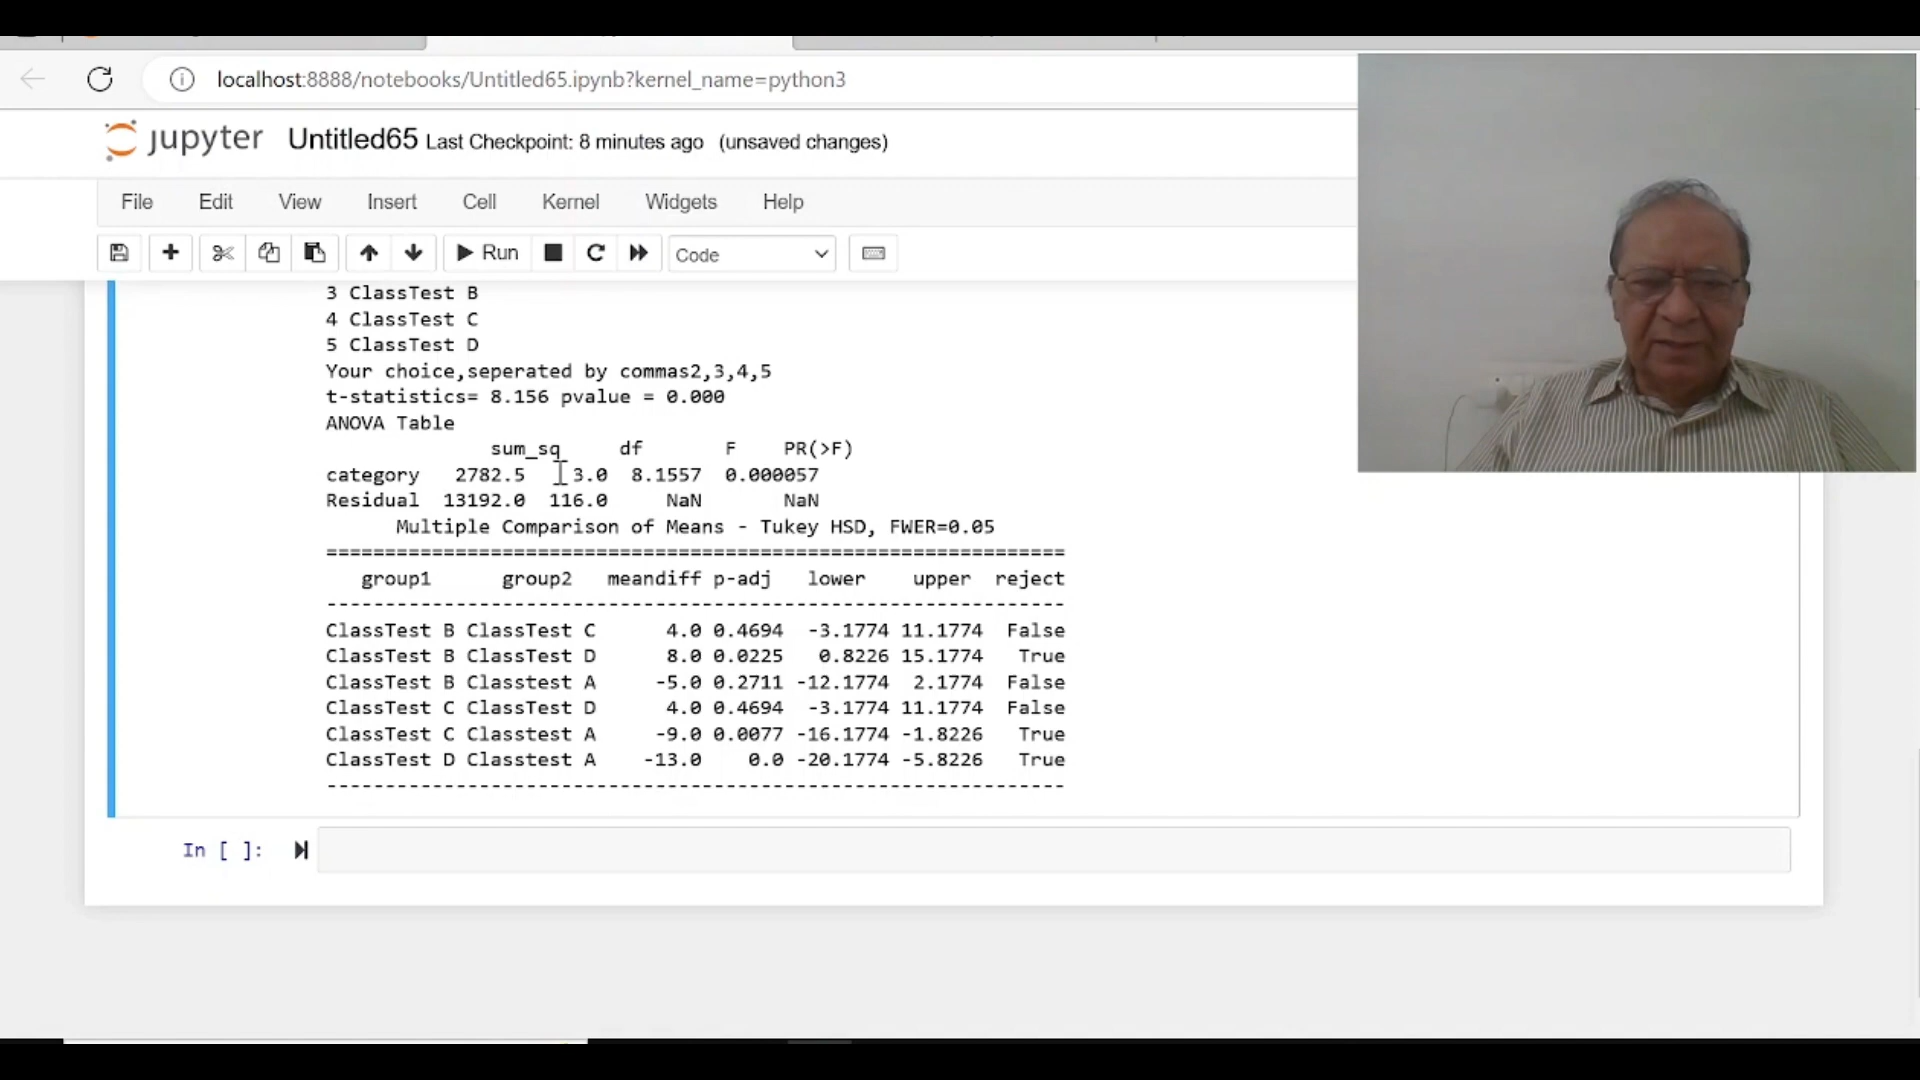 localhost:8888/notebooks/Untitled65.ipynb?kernel_name=python3
jupyter Untitled65 Last Checkpoint: 8 minutes ago (unsaved changes)
File Edit View Insert Cell Kernel Widgets Help
Run Code
3 ClassTest B
4 ClassTest C
5 ClassTest D
Your choice,seperated by commas2,3,4,5
t-statistics= 8.156 pvalue = 0.000
ANOVA Table
sum_sq df F PR(>F)
category 2782.5 3.0 8.1557 0.000057
Residual 13192.0 116.0 NaN NaN
Multiple Comparison of Means - Tukey HSD, FWER=0.05
===============================================================
group1 group2 meandiff p-adj lower upper reject
---------------------------------------------------------------
ClassTest B ClassTest C 4.0 0.4694 -3.1774 11.1774 False
ClassTest B ClassTest D 8.0 0.0225 0.8226 15.1774 True
ClassTest B Classtest A -5.0 0.2711 -12.1774 2.1774 False
ClassTest C ClassTest D 4.0 0.4694 -3.1774 11.1774 False
ClassTest C Classtest A -9.0 0.0077 -16.1774 -1.8226 True
ClassTest D Classtest A -13.0 0.0 -20.1774 -5.8226 True
---------------------------------------------------------------
In [ ]: